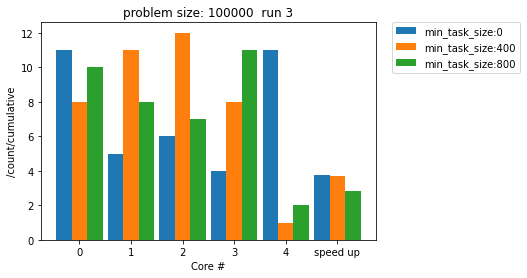 problem size: 100000  run 3
/count/cumulative
12
10
8
6
4
2
0
0 1 2 3 4 speed up
Core #
min_task_size:0
min_task_size:400
min_task_size:800